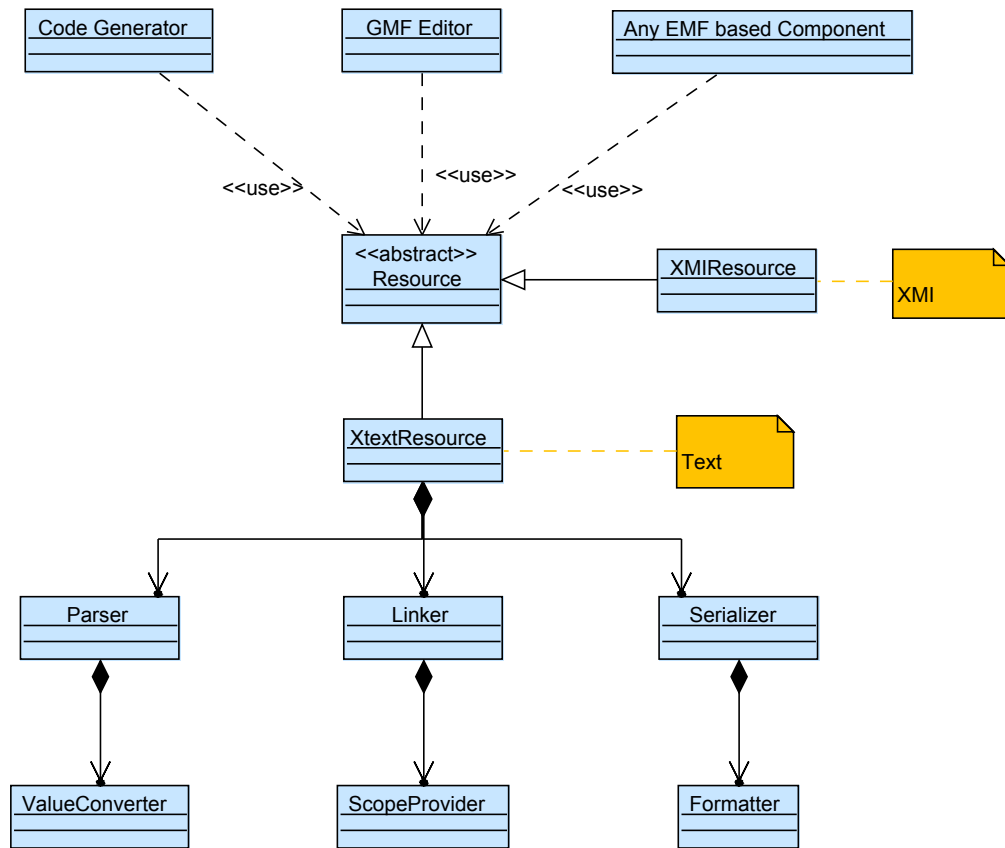 Code Generator
GMF Editor
Any EMF based Component
<<use>>
<<use>>
<<use>>
<<abstract>>
Resource
XMIResource
XMI
XtextResource
Text
Parser
Linker
Serializer
ValueConverter
ScopeProvider
Formatter